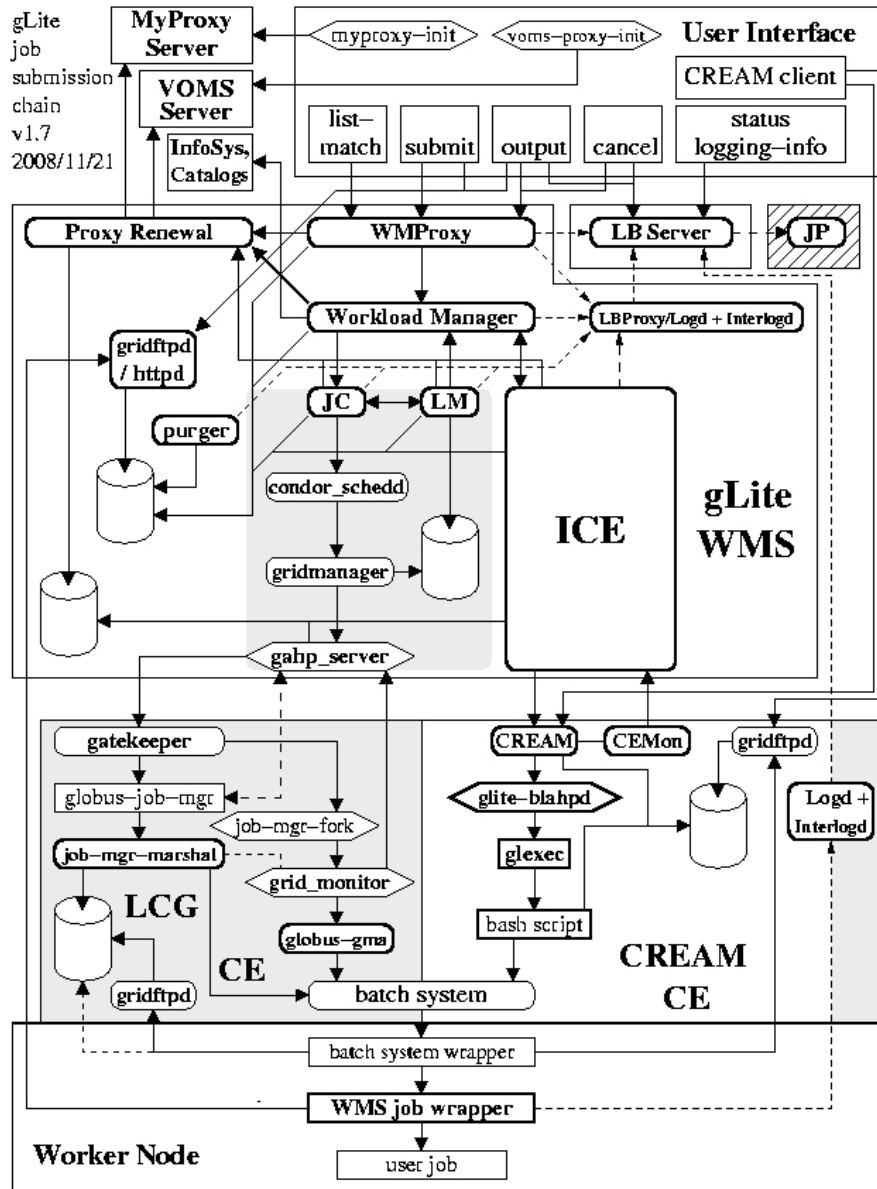 gLite
job
submission
chain
v1.7
2008/11/21
MyProxy
Server
myproxy-init
voms-proxy-init
User Interface
CREAM client
VOMS
Server
InfoSys,
Catalogs
list-
match
submit
output
cancel
status
logging-info
Proxy Renewal
WMProxy
LB Server
JP
Workload Manager
LBProxy/Logd + Interlogd
gridftpd
/ httpd
JC
LM
purger
condor_schedd
ICE
gLite
WMS
gridmanager
gahp_server
gatekeeper
CREAM
CEMon
gridftpd
globus-job-mgr
glite-blahpd
Logd +
Interlogd
job-mgr-fork
job-mgr-marshal
glexec
grid_monitor
LCG
bash script
globus-gma
CE
CREAM
CE
gridftpd
batch system
batch system wrapper
WMS job wrapper
Worker Node
user job